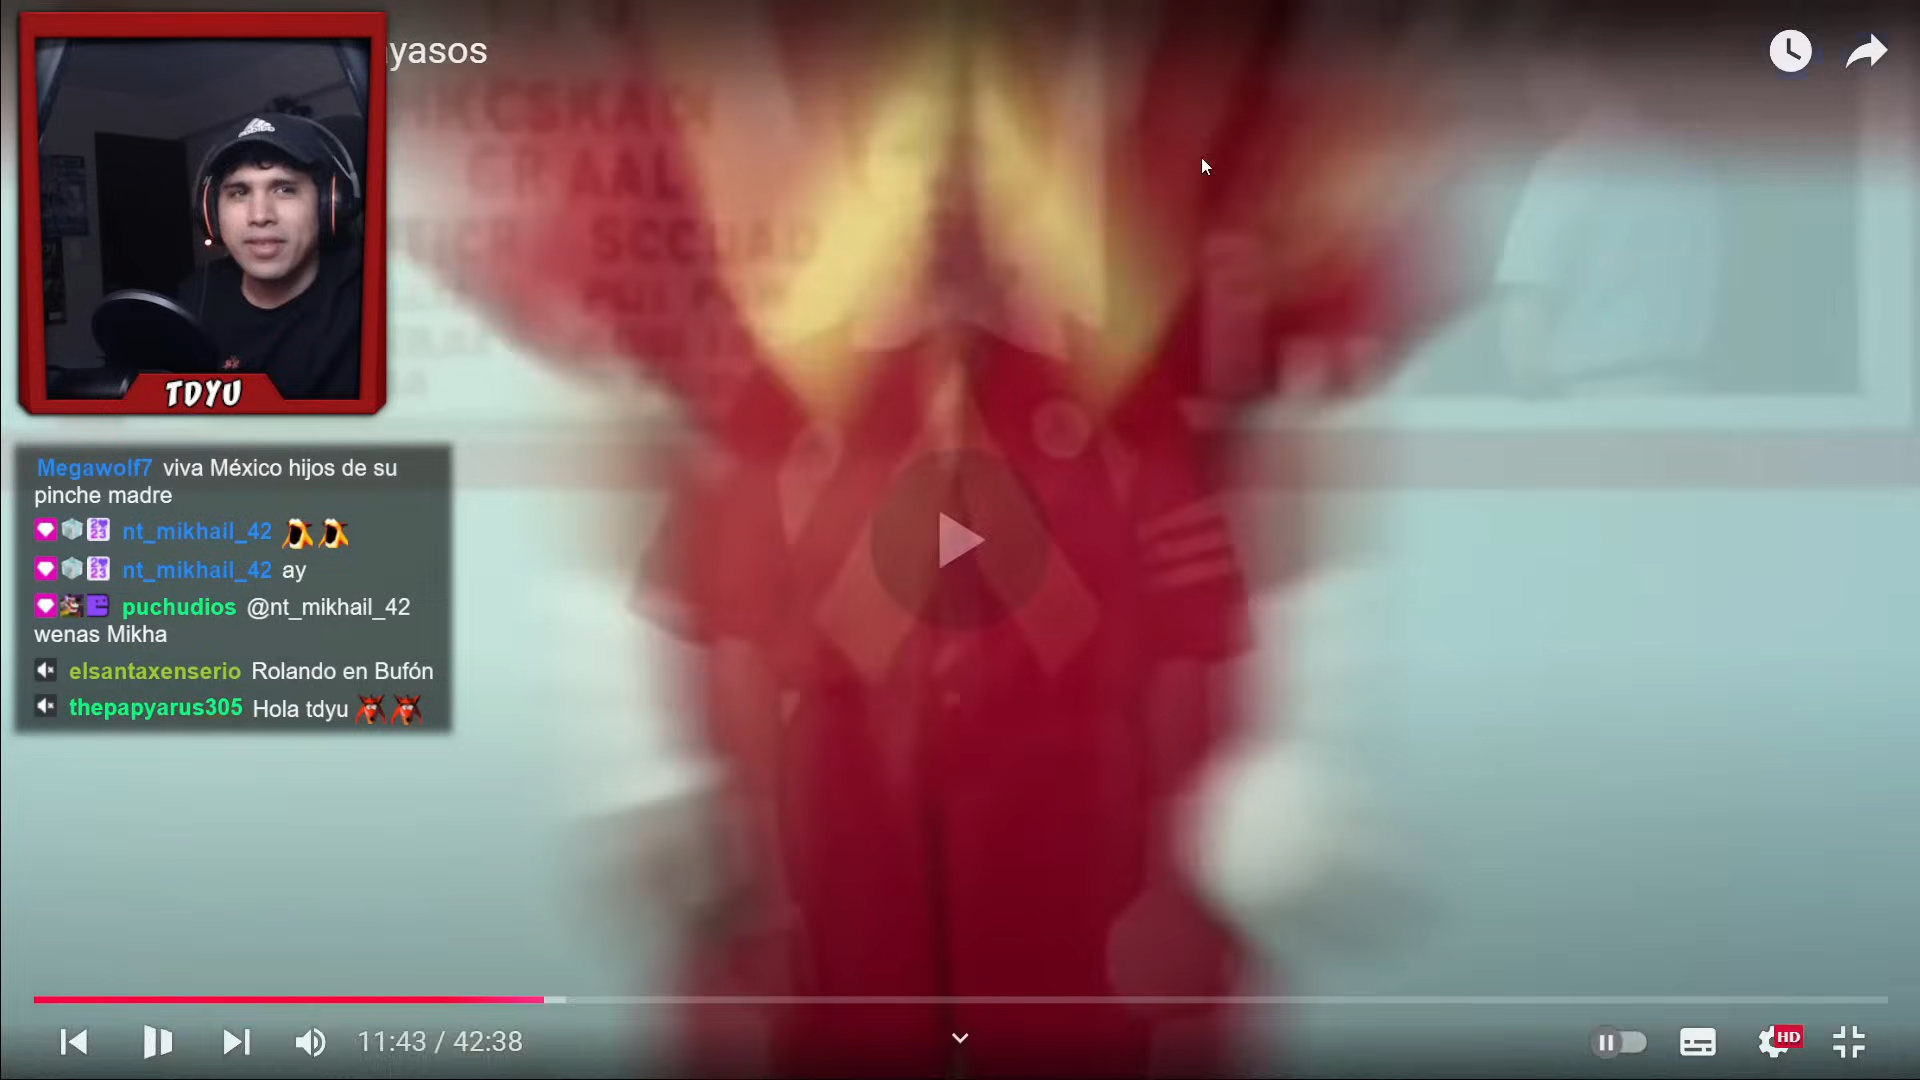 yasos
TDYU
Megawolf7 viva México hijos de su
pinche madre
nt_mikhail_42
nt_mikhail_42 ay
puchudios @nt_mikhail_42
wenas Mikha
elsantaxenserio Rolando en Bufón
thepapyarus305 Hola tdyu
11:43 / 42:38
HD